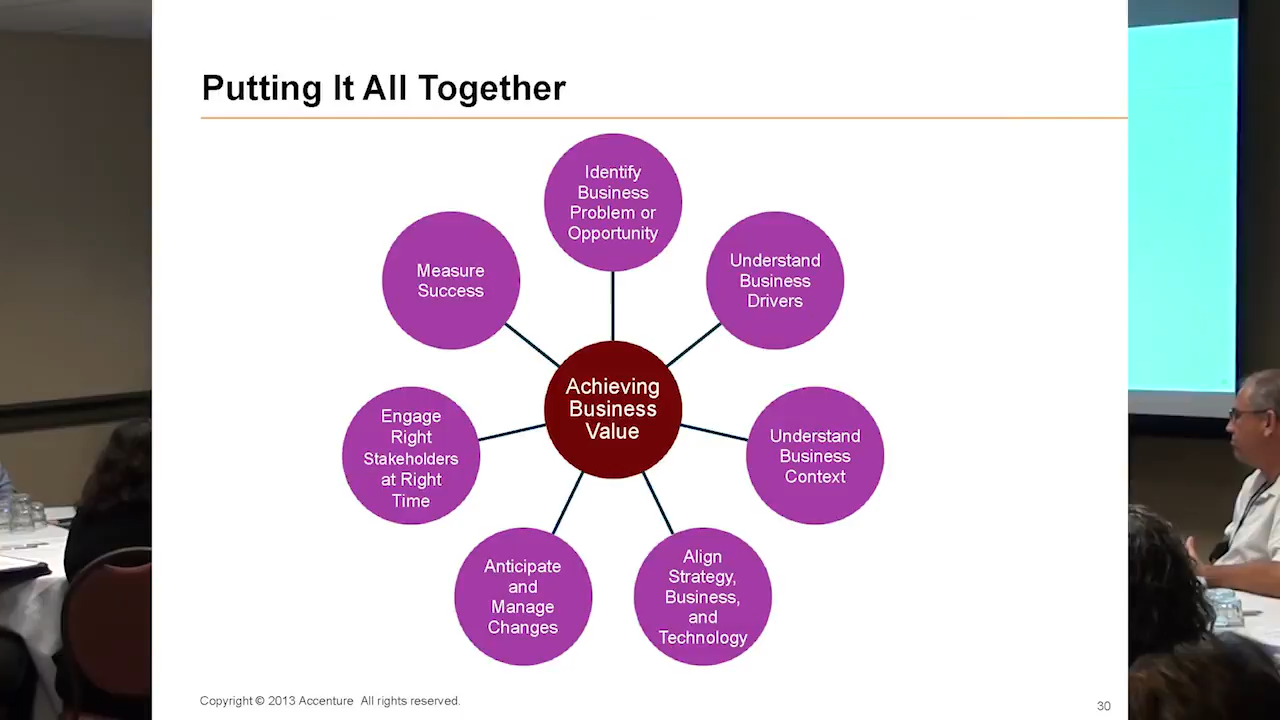 Putting It All Together
Identify
Business
Problem or
Opportunity
Understand
Business
Drivers
Understand
Business
Context
Align
Strategy,
Business,
and
Technology
Anticipate
and
Manage
Changes
Engage
Right
Stakeholders
at Right
Time
Measure
Success
Achieving
Business
Value
Copyright © 2013 Accenture All rights reserved.
30